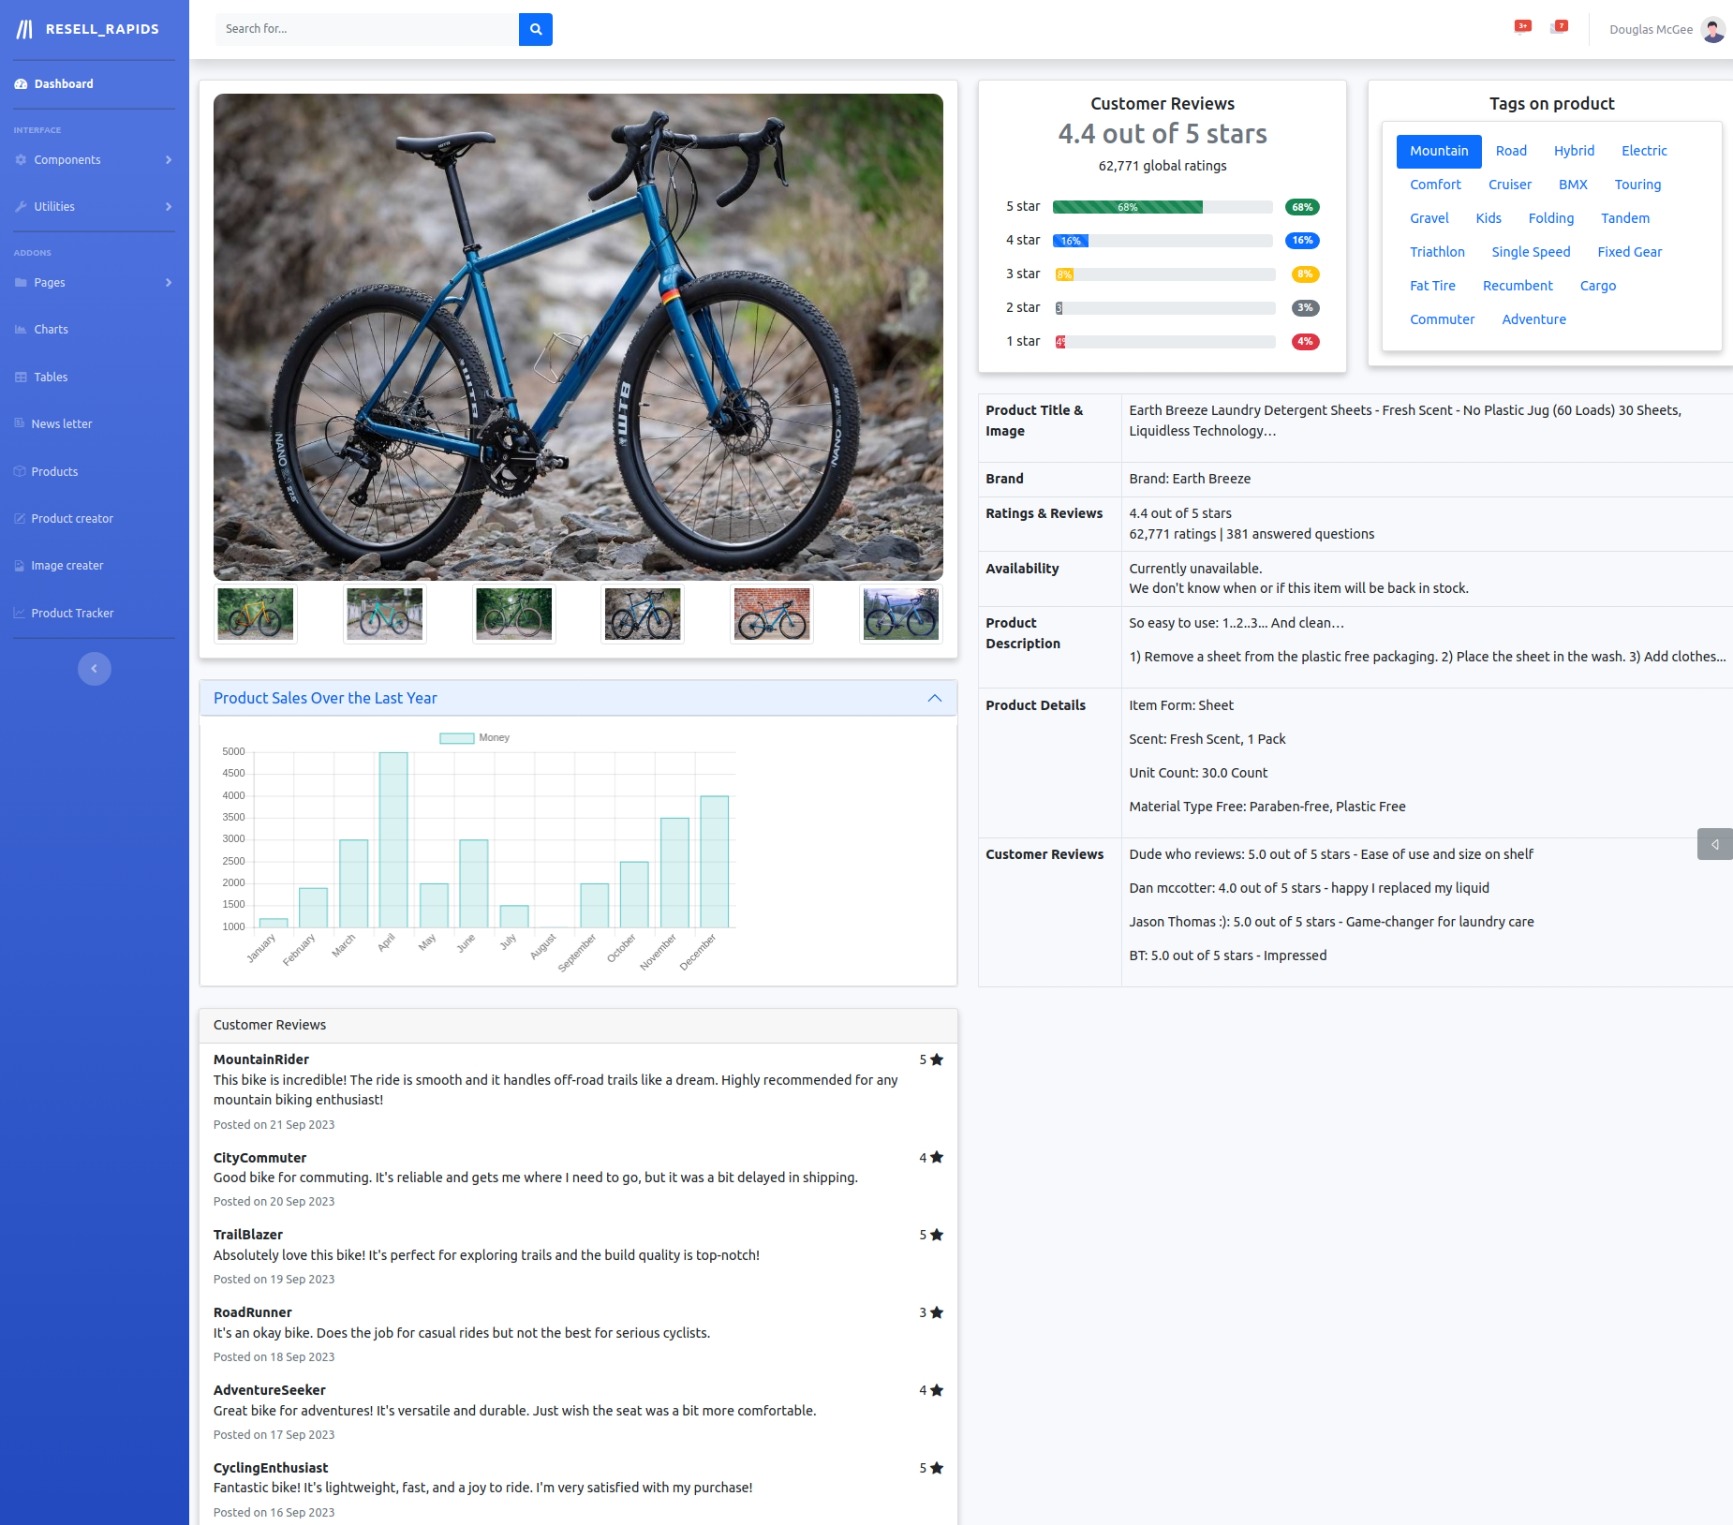 RESELL_RAPIDS
Search for...
3+
7
Douglas McGee
Dashboard
INTERFACE
Components
Utilities
ADDONS
Pages
Charts
Tables
News letter
Products
Product creator
Image creater
Product Tracker
WTB
WTB
NANO
NANO
Customer Reviews
4.4 out of 5 stars
62,771 global ratings
5 star 68% 68%
4 star 16% 16%
3 star 8% 8%
2 star 3 3%
1 star 4% 4%
Tags on product
Mountain Road Hybrid Electric
Comfort Cruiser BMX Touring
Gravel Kids Folding Tandem
Triathlon Single Speed Fixed Gear
Fat Tire Recumbent Cargo
Commuter Adventure
Product Title &
Image
Earth Breeze Laundry Detergent Sheets - Fresh Scent - No Plastic Jug (60 Loads) 30 Sheets,
Liquidless Technology…
Brand
Brand: Earth Breeze
Ratings & Reviews
4.4 out of 5 stars
62,771 ratings | 381 answered questions
Availability
Currently unavailable.
We don't know when or if this item will be back in stock.
Product
Description
So easy to use: 1..2..3... And clean…
1) Remove a sheet from the plastic free packaging. 2) Place the sheet in the wash. 3) Add clothes...
Product Details
Item Form: Sheet
Scent: Fresh Scent, 1 Pack
Unit Count: 30.0 Count
Material Type Free: Paraben-free, Plastic Free
Customer Reviews
Dude who reviews: 5.0 out of 5 stars - Ease of use and size on shelf
Dan mccotter: 4.0 out of 5 stars - happy I replaced my liquid
Jason Thomas :): 5.0 out of 5 stars - Game-changer for laundry care
BT: 5.0 out of 5 stars - Impressed
Product Sales Over the Last Year
Money
5000
4500
4000
3500
3000
2500
2000
1500
1000
January
February
March
April
May
June
July
August
September
October
November
December
Customer Reviews
MountainRider 5
This bike is incredible! The ride is smooth and it handles off-road trails like a dream. Highly recommended for any
mountain biking enthusiast!
Posted on 21 Sep 2023
CityCommuter 4
Good bike for commuting. It's reliable and gets me where I need to go, but it was a bit delayed in shipping.
Posted on 20 Sep 2023
TrailBlazer 5
Absolutely love this bike! It's perfect for exploring trails and the build quality is top-notch!
Posted on 19 Sep 2023
RoadRunner 3
It's an okay bike. Does the job for casual rides but not the best for serious cyclists.
Posted on 18 Sep 2023
AdventureSeeker 4
Great bike for adventures! It's versatile and durable. Just wish the seat was a bit more comfortable.
Posted on 17 Sep 2023
CyclingEnthusiast 5
Fantastic bike! It's lightweight, fast, and a joy to ride. I'm very satisfied with my purchase!
Posted on 16 Sep 2023